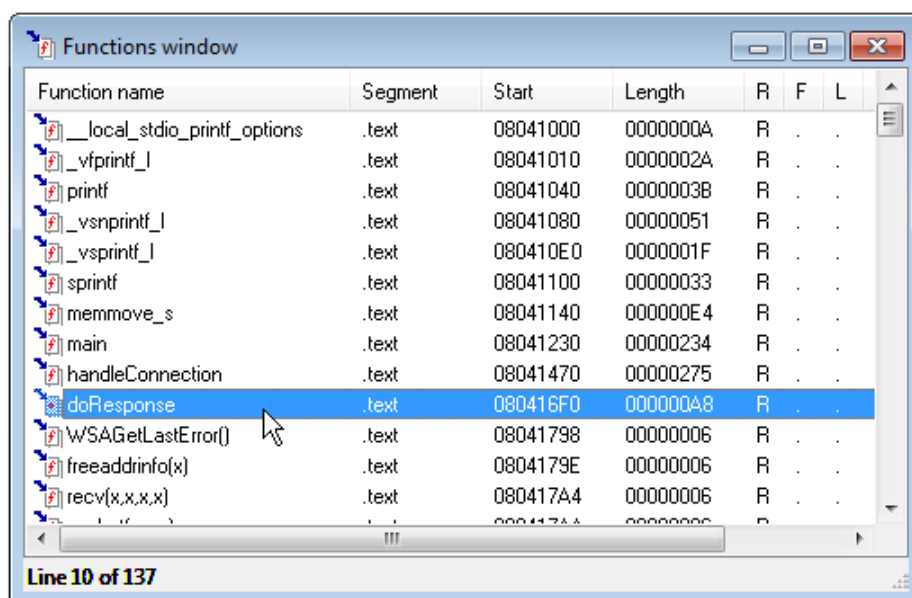 Functions window
Function name Segment Start Length R F L
__local_stdio_printf_options .text 08041000 0000000A R . .
_vfprintf_l .text 08041010 0000002A R . .
printf .text 08041040 0000003B R . .
_vsnprintf_l .text 08041080 00000051 R . .
_vsprintf_l .text 080410E0 0000001F R . .
sprintf .text 08041100 00000033 R . .
memmove_s .text 08041140 000000E4 R . .
main .text 08041230 00000234 R . .
handleConnection .text 08041470 00000275 R . .
doResponse .text 080416F0 000000A8 R . .
WSAGetLastError() .text 08041798 00000006 R . .
freeaddrinfo(x) .text 0804179E 00000006 R . .
recv(x,x,x,x) .text 080417A4 00000006 R . .
Line 10 of 137